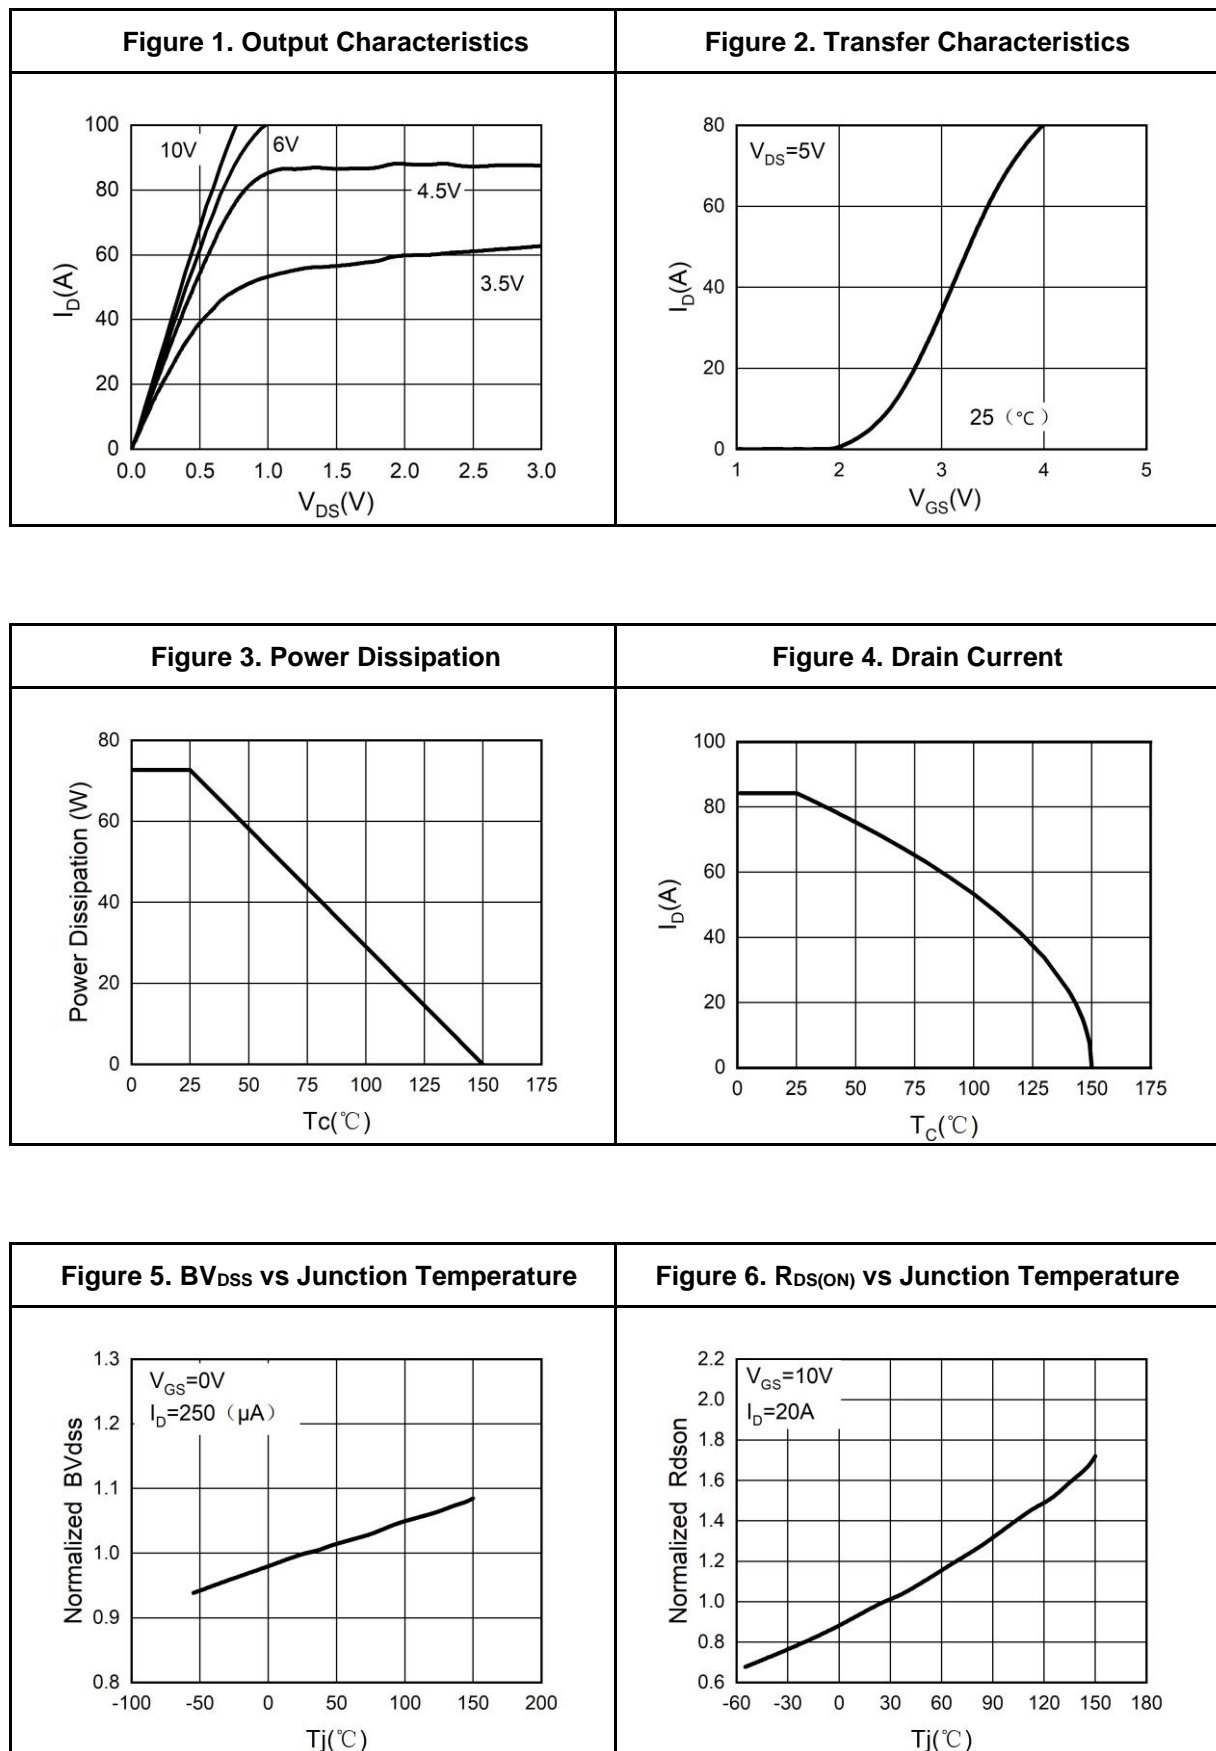 Figure 1. Output Characteristics
Figure 2. Transfer Characteristics
100
80
60
40
20
0
I_D(A)
10V
6V
4.5V
3.5V
0.0 0.5 1.0 1.5 2.0 2.5 3.0
V_DS(V)
80
60
40
20
0
I_D(A)
V_DS=5V
25（℃）
1 2 3 4 5
V_GS(V)
Figure 3. Power Dissipation
Figure 4. Drain Current
80
60
40
20
0
Power Dissipation (W)
0 25 50 75 100 125 150 175
Tc(℃)
100
80
60
40
20
0
I_D(A)
0 25 50 75 100 125 150 175
T_C(℃)
Figure 5. BV_DSS vs Junction Temperature
Figure 6. R_DS(ON) vs Junction Temperature
1.3
1.2
1.1
1.0
0.9
0.8
Normalized BVdss
V_GS=0V
I_D=250（μA）
-100 -50 0 50 100 150 200
Tj(℃)
2.2
2.0
1.8
1.6
1.4
1.2
1.0
0.8
0.6
Normalized Rdson
V_GS=10V
I_D=20A
-60 -30 0 30 60 90 120 150 180
Tj(℃)